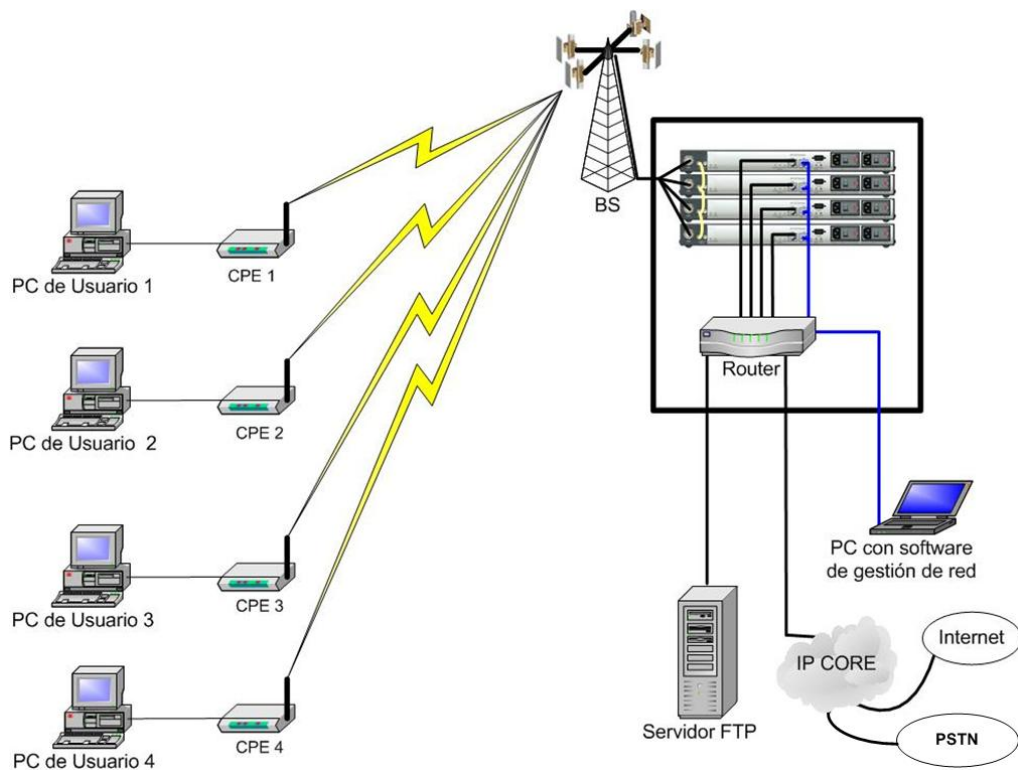 BS
PC de Usuario 1
CPE 1
Router
PC de Usuario 2
CPE 2
PC con software
de gestión de red
PC de Usuario 3
CPE 3
Internet
IP CORE
Servidor FTP
PSTN
PC de Usuario 4
CPE 4